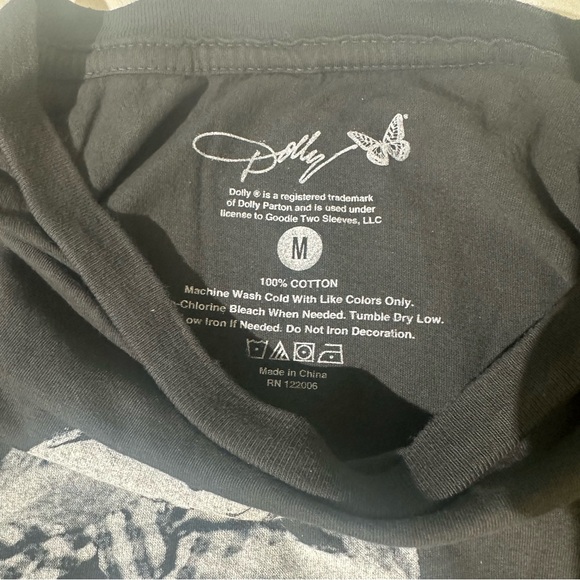 Dolly
Dolly ® is a registered trademark
of Dolly Parton and is used under
license to Goodie Two Sleeves, LLC
M
100% COTTON
Machine Wash Cold With Like Colors Only.
-Chlorine Bleach When Needed. Tumble Dry Low.
ow Iron If Needed. Do Not Iron Decoration.
Made in China
RN 122006